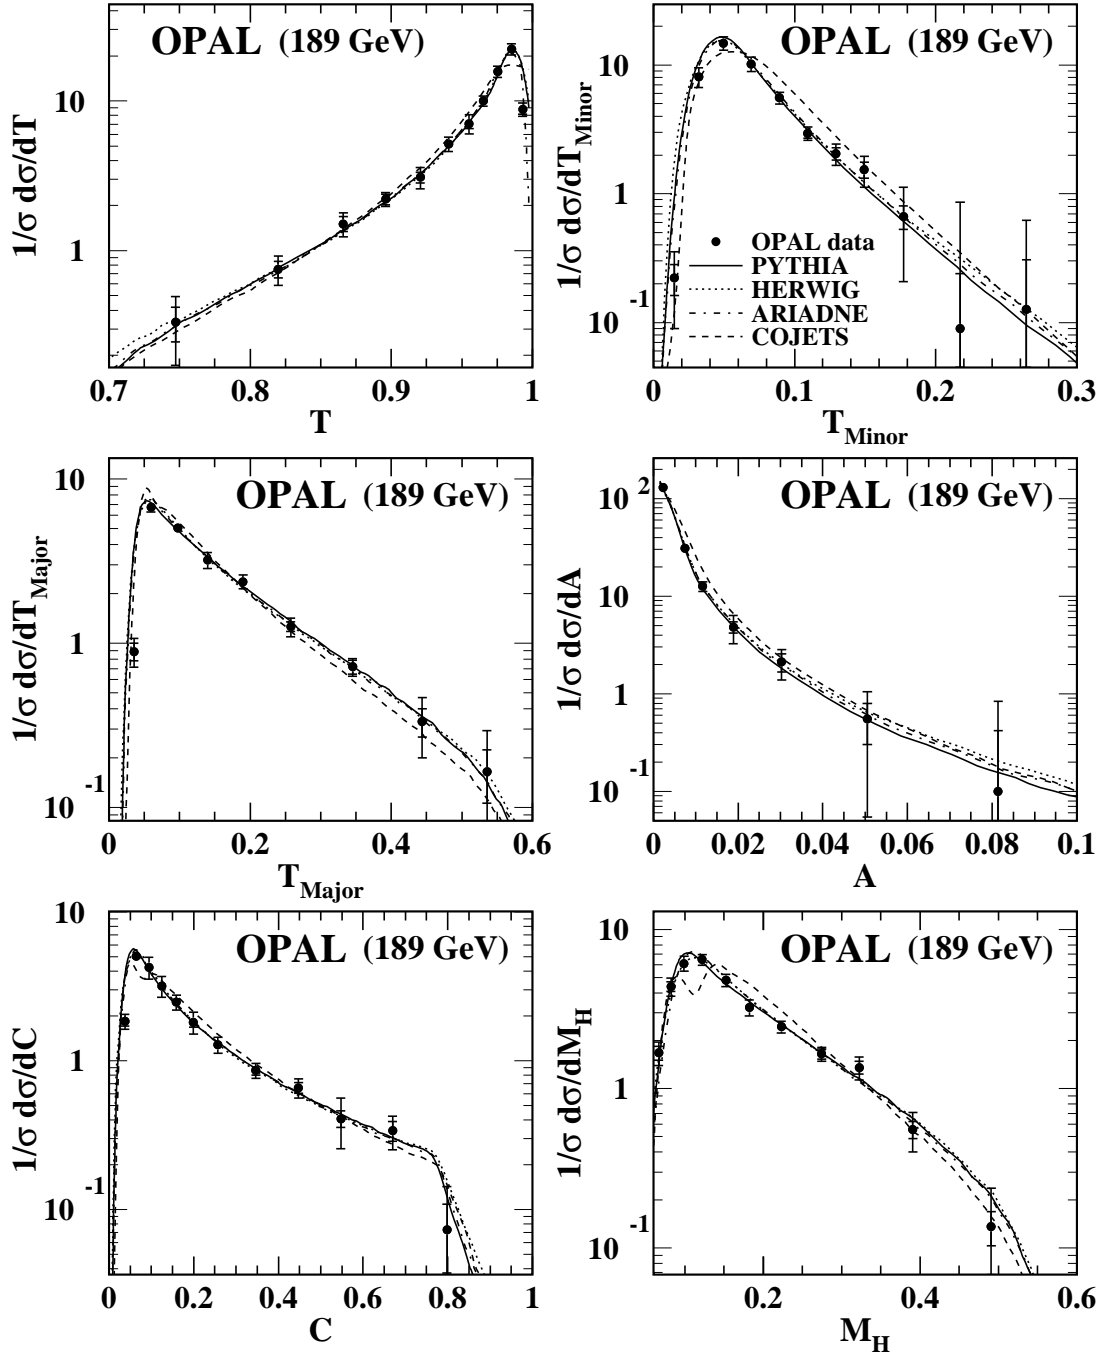 OPAL (189 GeV)
1/σ dσ/dT
10
1
0.7 0.8 0.9 1
T
OPAL (189 GeV)
1/σ dσ/dT_Minor
10
1
10^-1
OPAL data
PYTHIA
HERWIG
ARIADNE
COJETS
0 0.1 0.2 0.3
T_Minor
OPAL (189 GeV)
1/σ dσ/dT_Major
10
1
10^-1
0 0.2 0.4 0.6
T_Major
OPAL (189 GeV)
1/σ dσ/dA
10^2
10
1
10^-1
0 0.02 0.04 0.06 0.08 0.1
A
OPAL (189 GeV)
1/σ dσ/dC
10
1
10^-1
0 0.2 0.4 0.6 0.8 1
C
OPAL (189 GeV)
1/σ dσ/dM_H
10
1
10^-1
0.2 0.4 0.6
M_H